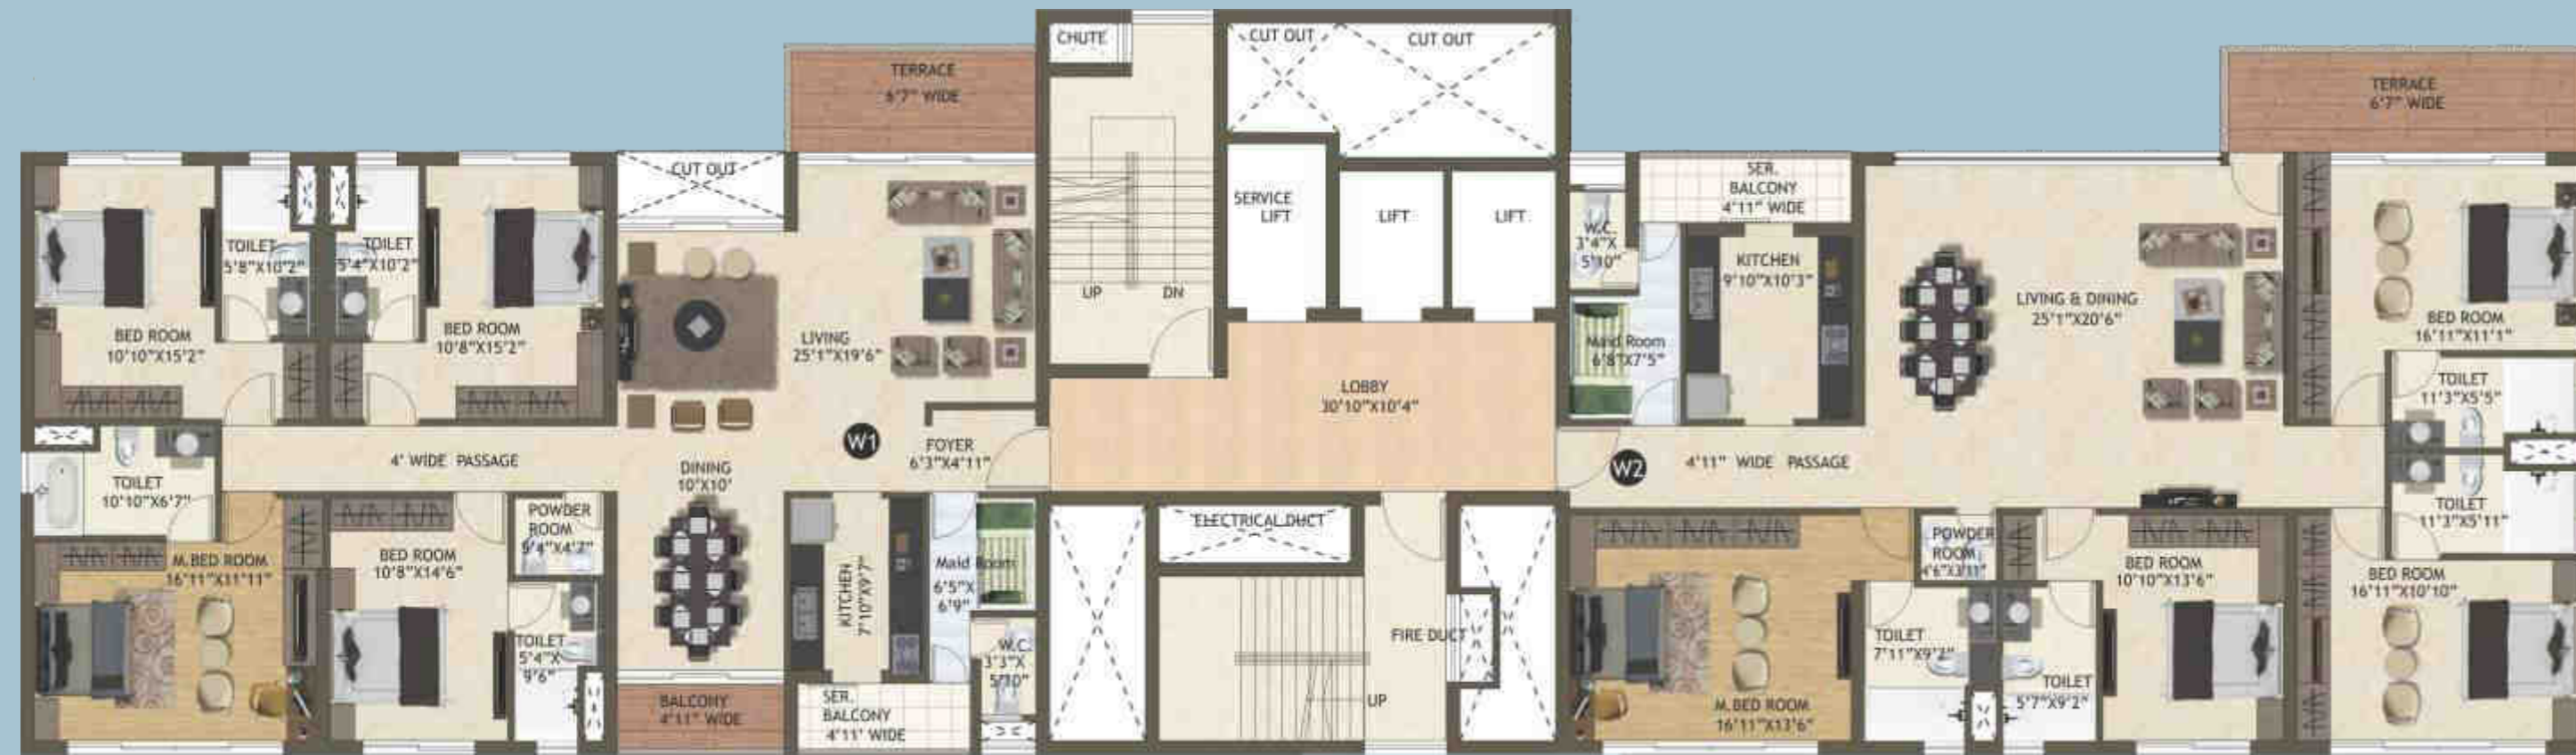 CHUTE
CUT OUT
CUT OUT
TERRACE
6'7" WIDE
TERRACE
6'7" WIDE
CUT OUT
SER.
BALCONY
4'11" WIDE
SERVICE
LIFT
LIFT
LIFT
W.C.
3'4"X
5'10"
TOILET
5'8"X10'2"
TOILET
5'4"X10'2"
KITCHEN
9'10"X10'3"
UP
DN
LIVING & DINING
25'1"X20'6"
BED ROOM
10'10"X15'2"
BED ROOM
10'8"X15'2"
LIVING
25'1"X19'6"
Maid Room
6'8"X7'5"
BED ROOM
16'11"X11'1"
LOBBY
30'10"X10'4"
TOILET
11'3"X5'5"
W1
FOYER
6'3"X4'11"
4' WIDE PASSAGE
DINING
10'X10'
W2
4'11" WIDE PASSAGE
TOILET
10'10"X6'7"
TOILET
11'3"X5'11"
POWDER
ROOM
5'4"X4'7"
ELECTRICAL DUCT
POWDER
ROOM
4'6"X3'11"
M.BED ROOM
16'11"X11'11"
BED ROOM
10'8"X14'6"
KITCHEN
7'10"X9'7"
Maid Room
6'5"X
6'9"
BED ROOM
10'10"X13'6"
BED ROOM
16'11"X10'10"
TOILET
5'4"X
9'6"
W.C.
3'3"X
5'10"
FIRE DUCT
TOILET
7'11"X9'2"
TOILET
5'7"X9'2"
BALCONY
4'11" WIDE
SER.
BALCONY
4'11' WIDE
UP
M.BED ROOM
16'11"X13'6"